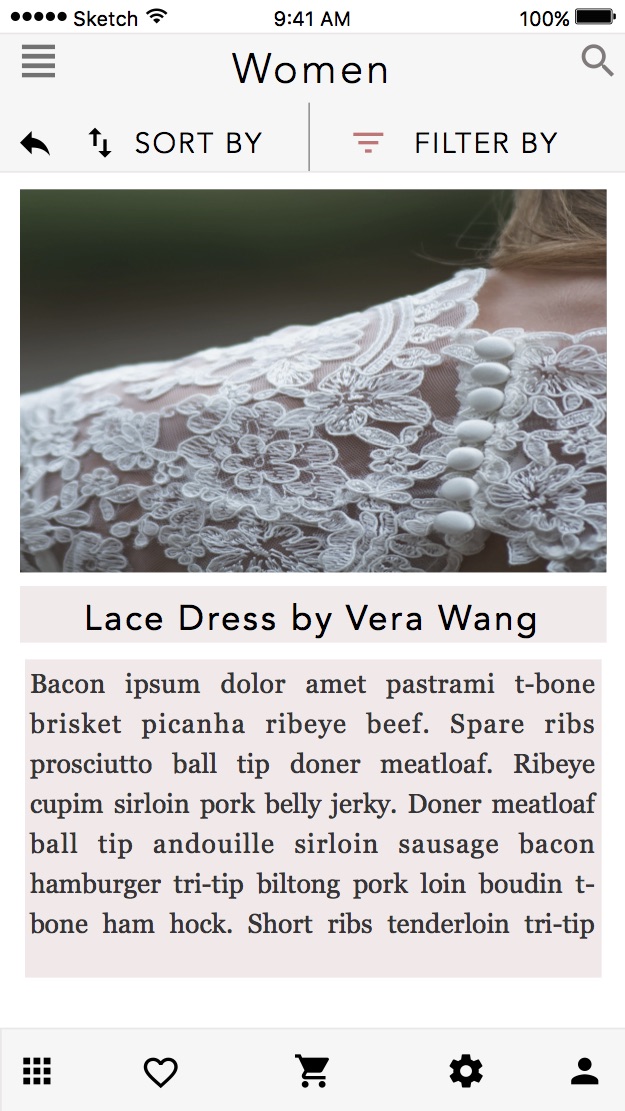 Sketch 9:41 AM 100%
Women
SORT BY FILTER BY
Lace Dress by Vera Wang
Bacon ipsum dolor amet pastrami t-bone
brisket picanha ribeye beef. Spare ribs
prosciutto ball tip doner meatloaf. Ribeye
cupim sirloin pork belly jerky. Doner meatloaf
ball tip andouille sirloin sausage bacon
hamburger tri-tip biltong pork loin boudin t-
bone ham hock. Short ribs tenderloin tri-tip